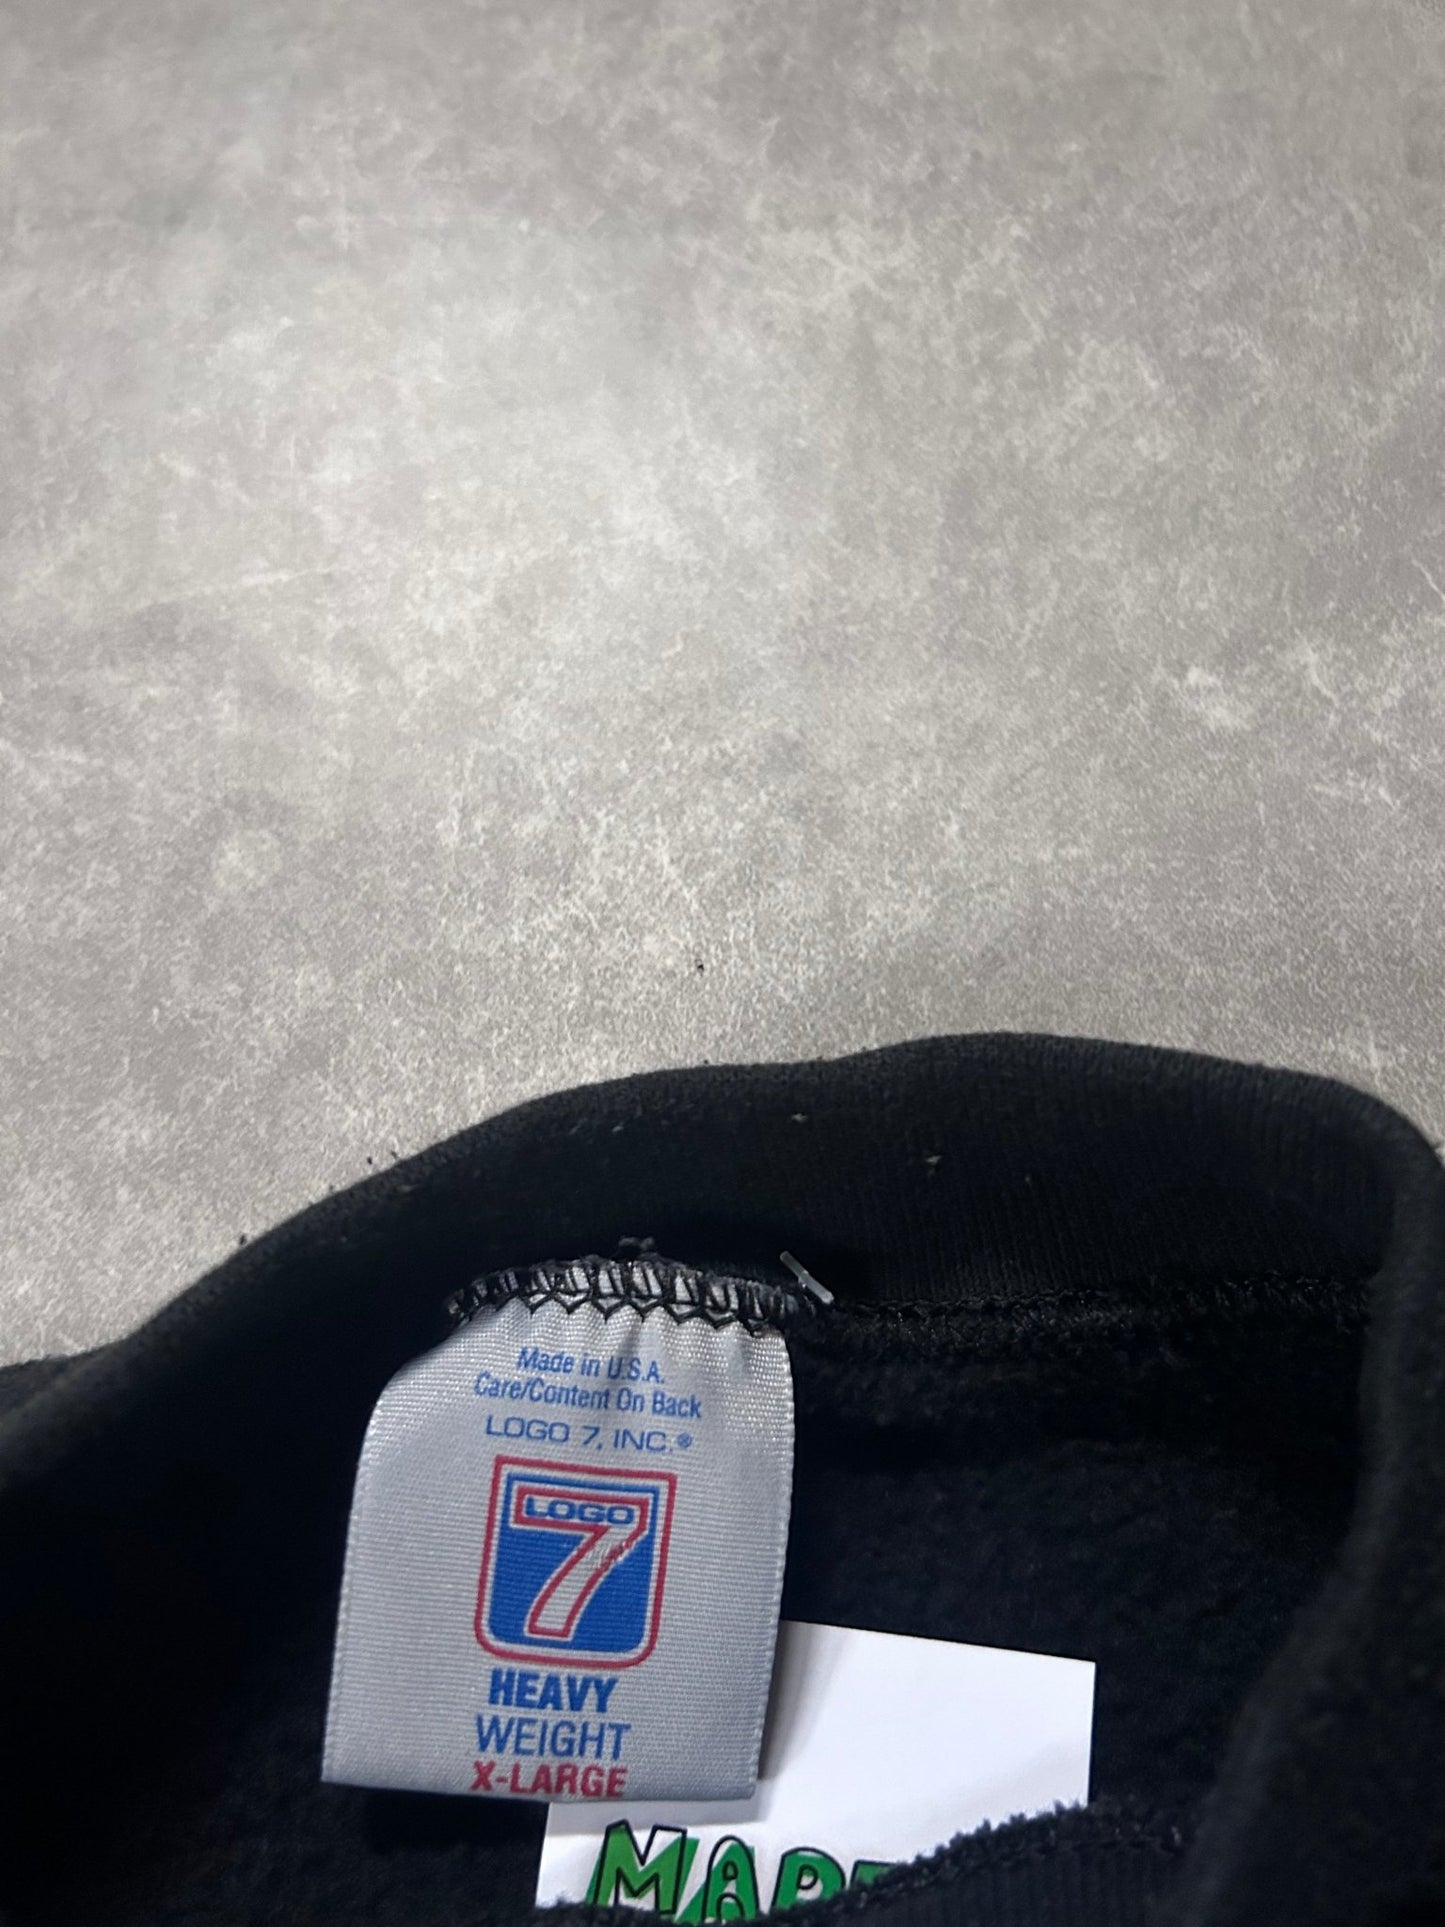 Made in U.S.A.
Care/Content On Back
LOGO 7, INC.®
LOGO
7
HEAVY
WEIGHT
X-LARGE